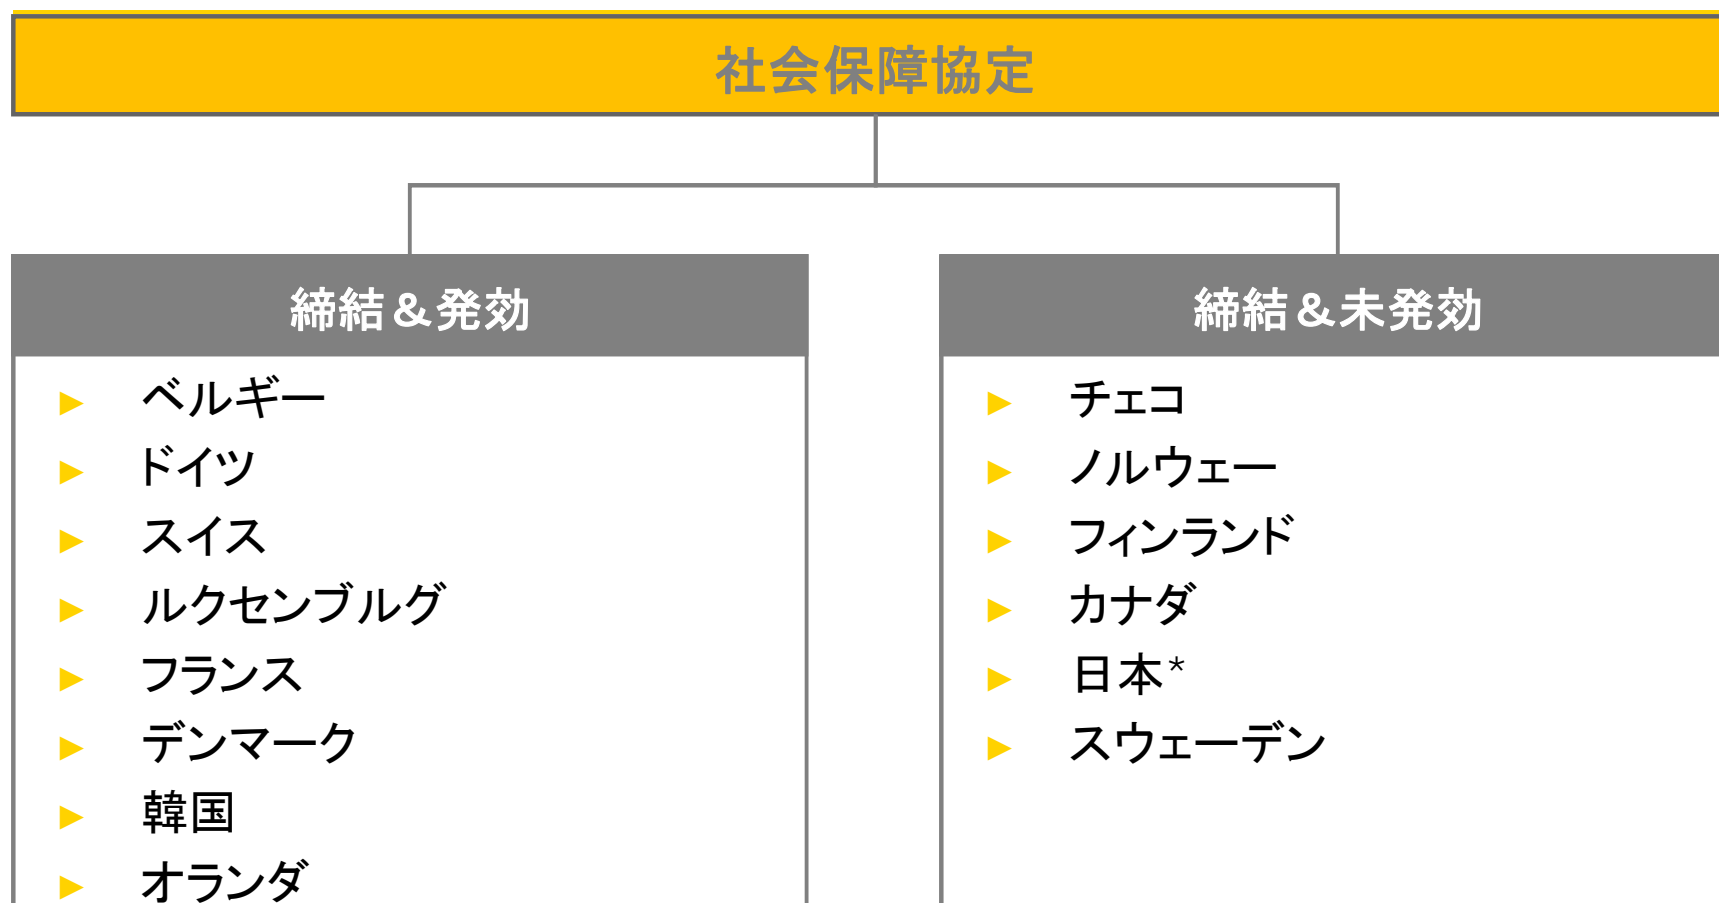 社会保障協定
締結＆発効
► ベルギー
► ドイツ
► スイス
► ルクセンブルグ
► フランス
► デンマーク
► 韓国
► オランダ
締結＆未発効
► チェコ
► ノルウェー
► フィンランド
► カナダ
► 日本*
► スウェーデン